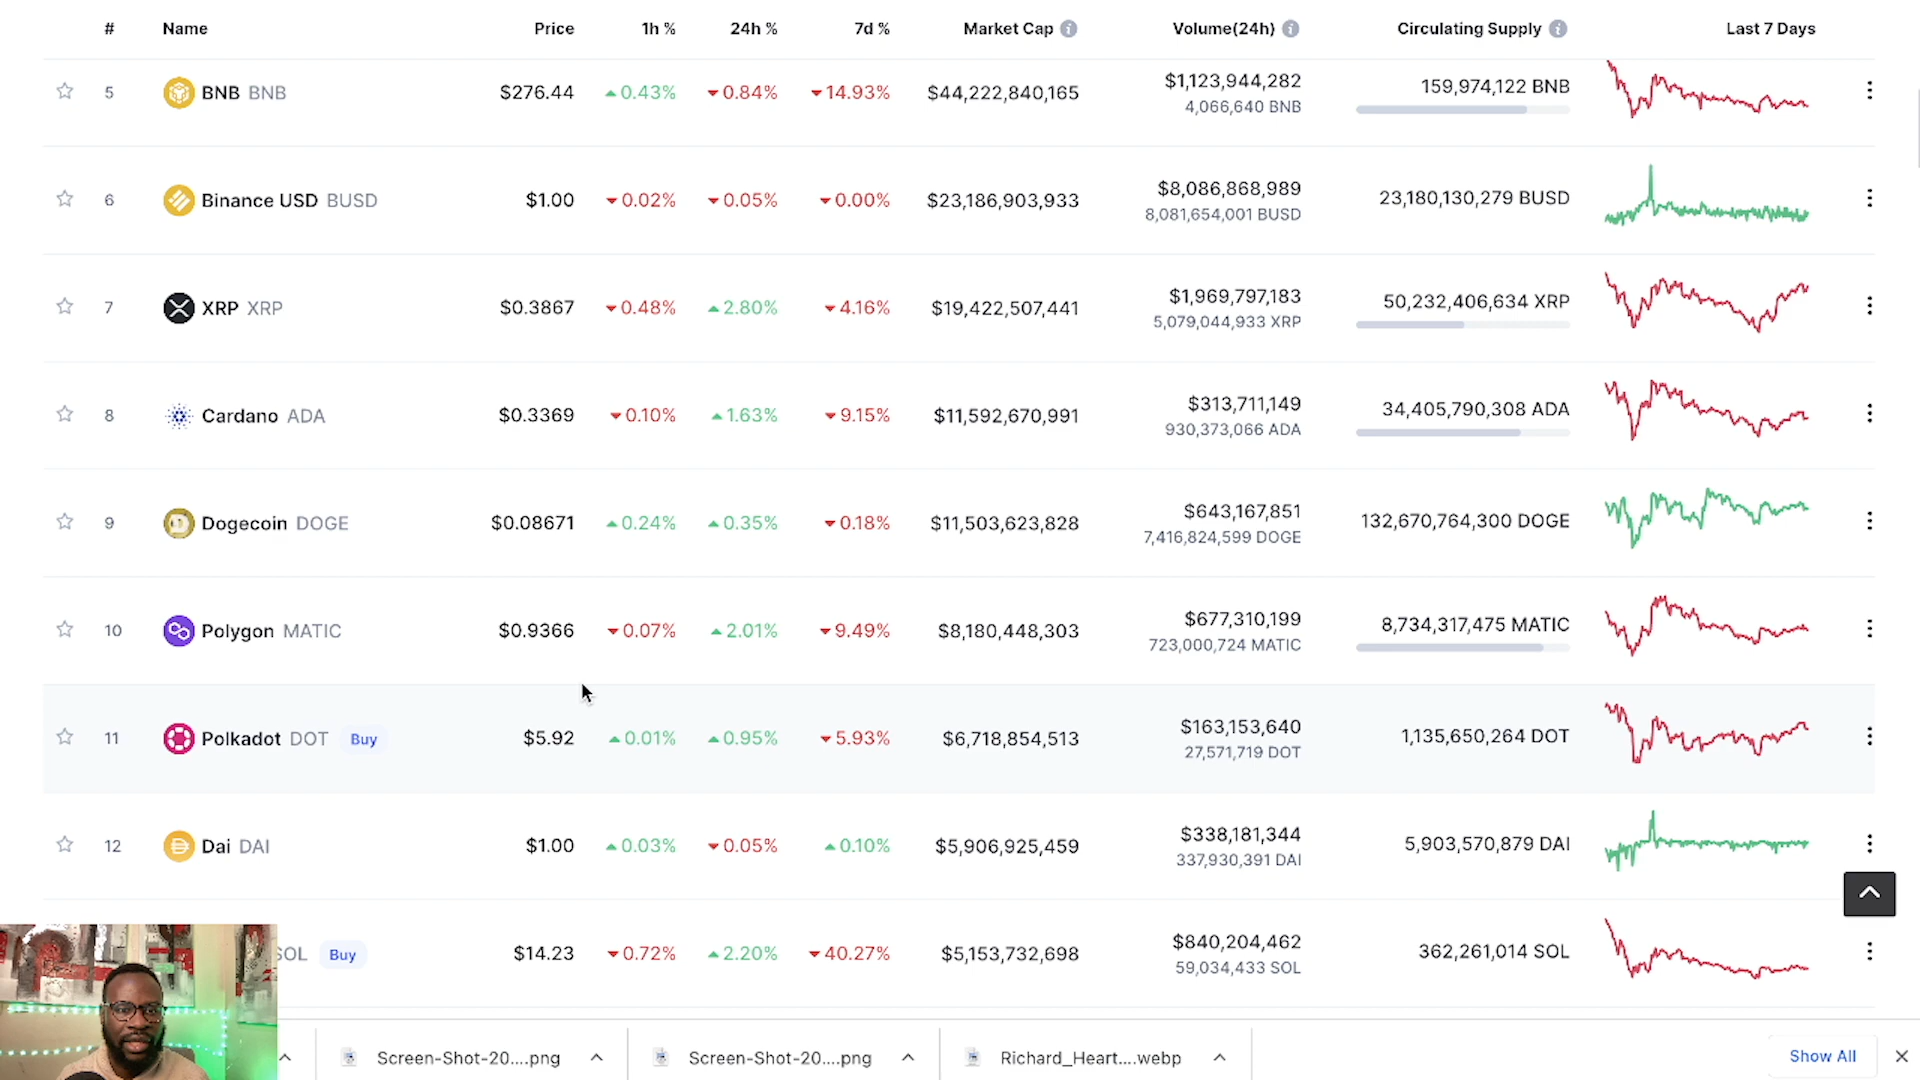 # Name Price 1h % 24h % 7d % Market Cap Volume(24h) Circulating Supply Last 7 Days
5 BNB BNB $276.44 0.43% 0.84% 14.93% $44,222,840,165 $1,123,944,282 159,974,122 BNB
4,066,640 BNB
6 Binance USD BUSD $1.00 0.02% 0.05% 0.00% $23,186,903,933 $8,086,868,989 23,180,130,279 BUSD
8,081,654,001 BUSD
7 XRP XRP $0.3867 0.48% 2.80% 4.16% $19,422,507,441 $1,969,797,183 50,232,406,634 XRP
5,079,044,933 XRP
8 Cardano ADA $0.3369 0.10% 1.63% 9.15% $11,592,670,991 $313,711,149 34,405,790,308 ADA
930,373,066 ADA
9 Dogecoin DOGE $0.08671 0.24% 0.35% 0.18% $11,503,623,828 $643,167,851 132,670,764,300 DOGE
7,416,824,599 DOGE
10 Polygon MATIC $0.9366 0.07% 2.01% 9.49% $8,180,448,303 $677,310,199 8,734,317,475 MATIC
723,000,724 MATIC
11 Polkadot DOT Buy $5.92 0.01% 0.95% 5.93% $6,718,854,513 $163,153,640 1,135,650,264 DOT
27,571,719 DOT
12 Dai DAI $1.00 0.03% 0.05% 0.10% $5,906,925,459 $338,181,344 5,903,570,879 DAI
337,930,391 DAI
SOL Buy $14.23 0.72% 2.20% 40.27% $5,153,732,698 $840,204,462 362,261,014 SOL
59,034,433 SOL
Screen-Shot-20....png Screen-Shot-20....png Richard_Heart....webp Show All